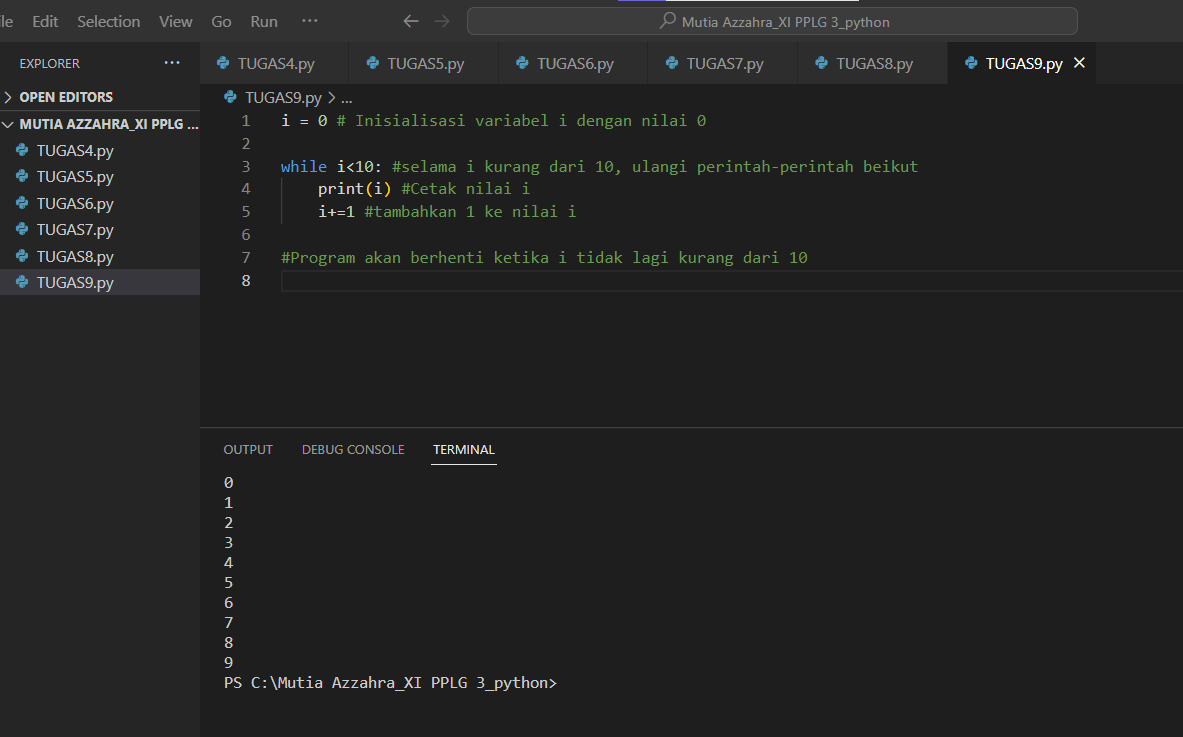 le Edit Selection View Go Run ··· Mutia Azzahra_XI PPLG 3_python
EXPLORER ···
OPEN EDITORS
MUTIA AZZAHRA_XI PPLG ...
TUGAS4.py
TUGAS5.py
TUGAS6.py
TUGAS7.py
TUGAS8.py
TUGAS9.py
TUGAS4.py TUGAS5.py TUGAS6.py TUGAS7.py TUGAS8.py TUGAS9.py
TUGAS9.py > ...
1 i = 0 # Inisialisasi variabel i dengan nilai 0
2
3 while i<10: #selama i kurang dari 10, ulangi perintah-perintah beikut
4 print(i) #Cetak nilai i
5 i+=1 #tambahkan 1 ke nilai i
6
7 #Program akan berhenti ketika i tidak lagi kurang dari 10
8
OUTPUT DEBUG CONSOLE TERMINAL
0
1
2
3
4
5
6
7
8
9
PS C:\Mutia Azzahra_XI PPLG 3_python>